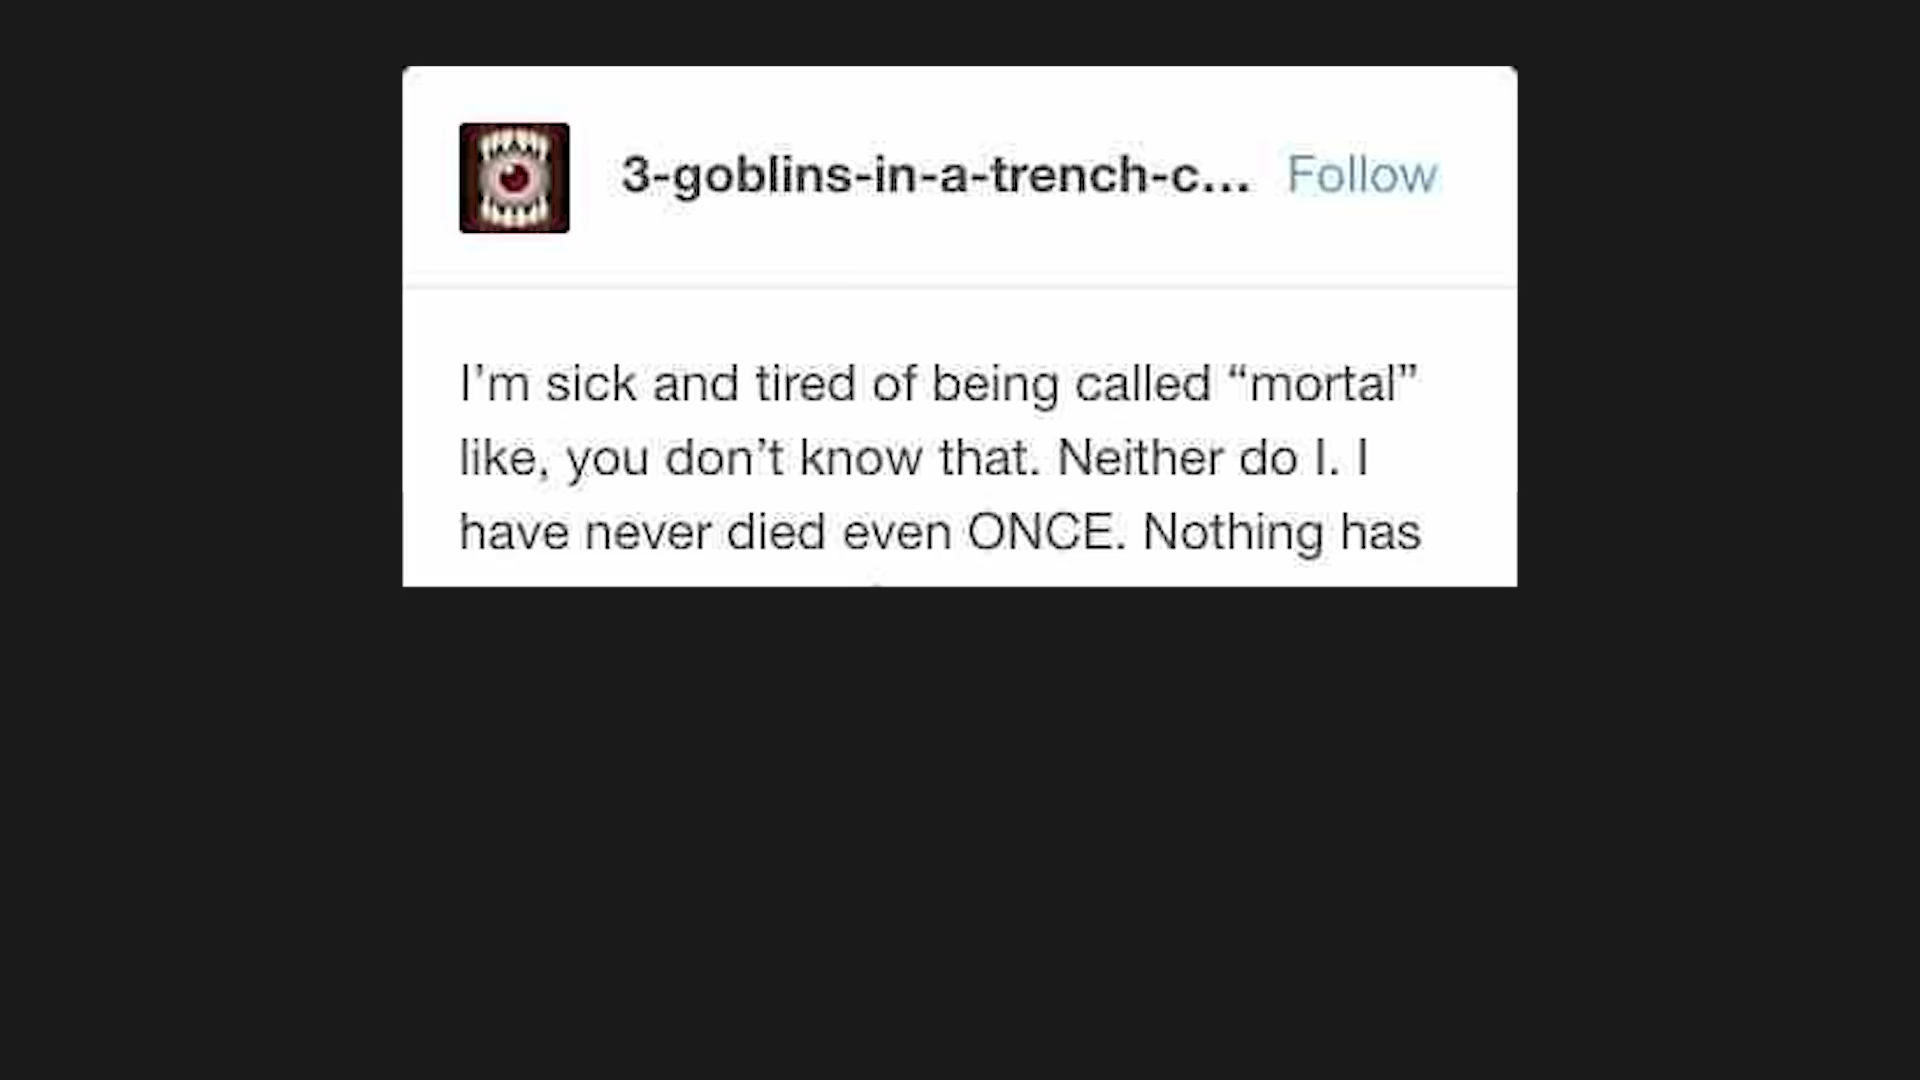 3-goblins-in-a-trench-c... Follow
I'm sick and tired of being called “mortal”
like, you don't know that. Neither do I. I
have never died even ONCE. Nothing has